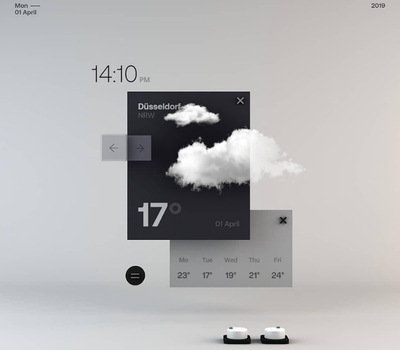 Mon —
01 April
2019
14:10 PM
Düsseldorf
NRW
17°
01 April
Mo Tue Wed Thu Fri
23° 17° 19° 21° 24°